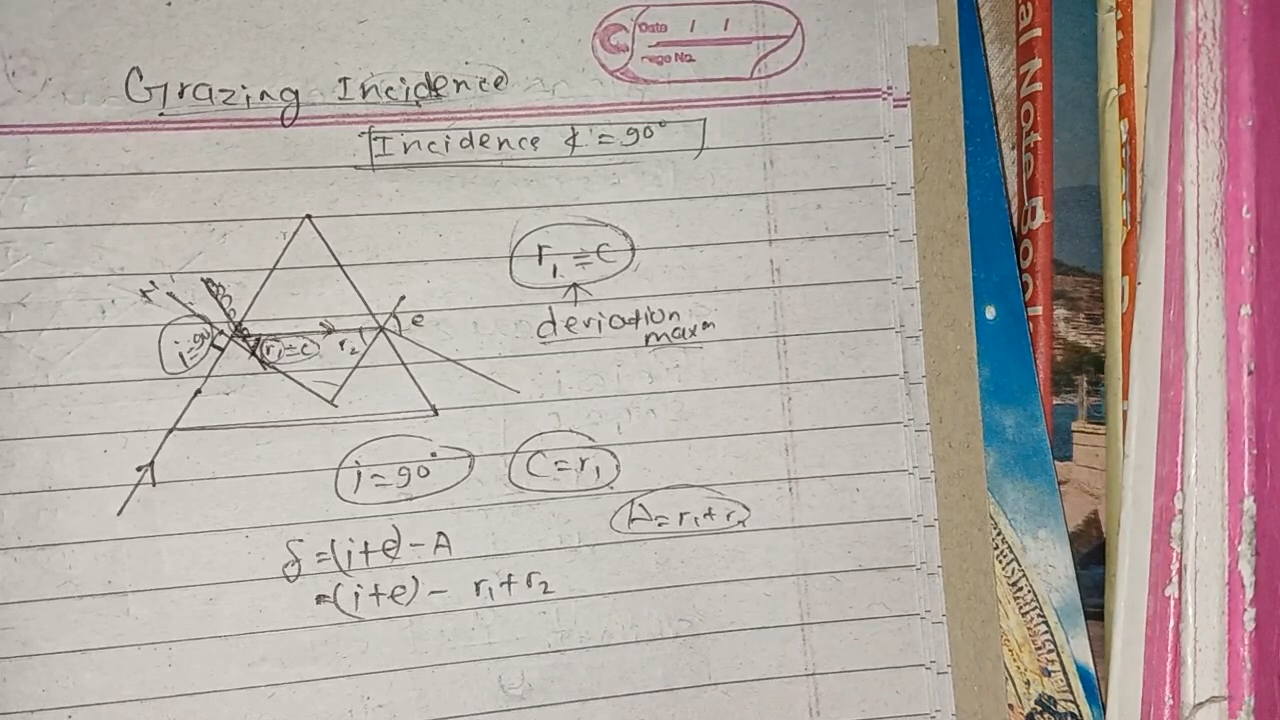 Date / /
Page No.
Grazing Incidence
Incidence ∡ = 90°
r₁ = C
deviation
maxm
i=90
r₁=C
r₂
e
i=90°
C=r₁
A=r₁+r₂
δ=(i+e)-A
=(i+e) - r₁+r₂
al Note Book